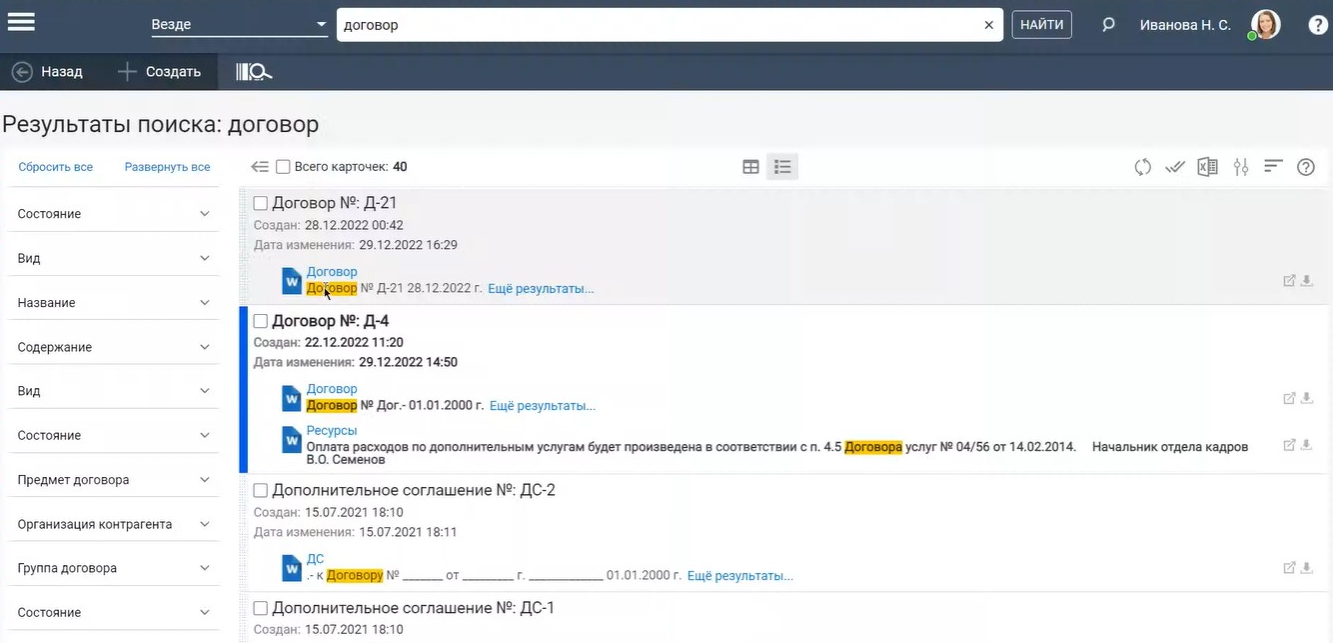 Везде
договор
НАЙТИ
Иванова Н. С.
Назад
Создать
Результаты поиска: договор
Сбросить все
Развернуть все
Всего карточек: 40
Состояние
Вид
Название
Содержание
Вид
Состояние
Предмет договора
Организация контрагента
Группа договора
Состояние
Договор №: Д-21
Создан: 28.12.2022 00:42
Дата изменения: 29.12.2022 16:29
Договор
Договор № Д-21 28.12.2022 г. Ещё результаты...
Договор №: Д-4
Создан: 22.12.2022 11:20
Дата изменения: 29.12.2022 14:50
Договор
Договор № Дог.- 01.01.2000 г. Ещё результаты...
Ресурсы
Оплата расходов по дополнительным услугам будет произведена в соответствии с п. 4.5 Договора услуг № 04/56 от 14.02.2014. Начальник отдела кадров
В.О. Семенов
Дополнительное соглашение №: ДС-2
Создан: 15.07.2021 18:10
Дата изменения: 15.07.2021 18:11
ДС
.- к Договору № _______ от _________ г. _____________ 01.01.2000 г. Ещё результаты...
Дополнительное соглашение №: ДС-1
Создан: 15.07.2021 18:10